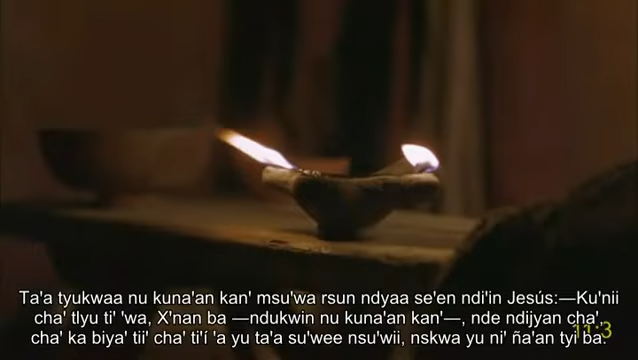 Ta'a tyukwaa nu kuna'an kan' msu'wa rsun ndyaa se'en ndi'in Jesús:—Ku'nii
cha' tlyu ti' 'wa, X'nan ba —ndukwin nu kuna'an kan'—, nde ndijyan cha',
cha' ka biya' tii' cha' ti'í 'a yu ta'a su'wee nsu'wii, nskwa yu ni' ña'an tyi ba.
11:3